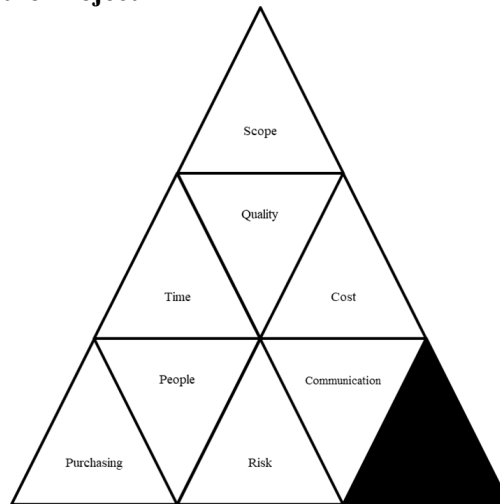 Scope
Quality
Time
Cost
People
Communication
Purchasing
Risk